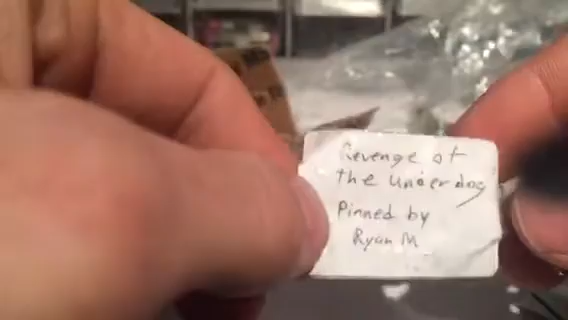 Revenge of
the underdog
Pinned by
Ryan M